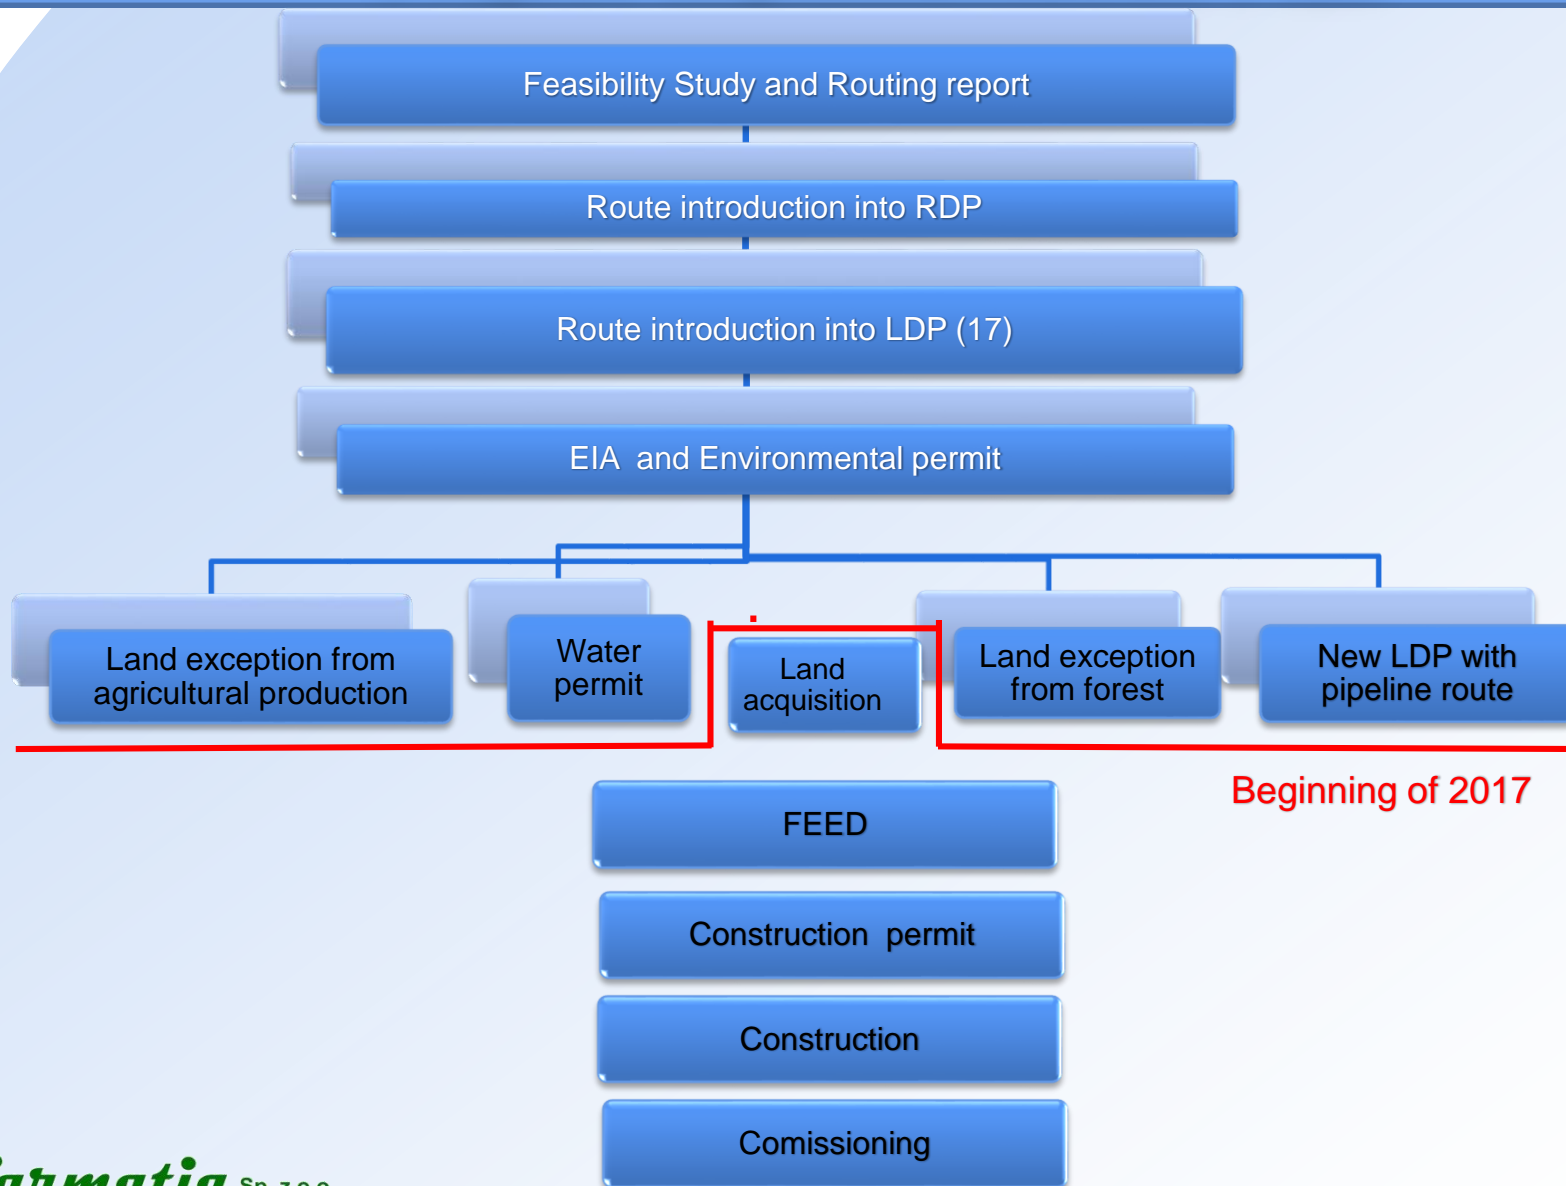 Feasibility Study and Routing report
Route introduction into RDP
Route introduction into LDP (17)
EIA and Environmental permit
Land exception from
agricultural production
Water
permit
Land
acquisition
Land exception
from forest
New LDP with
pipeline route
Beginning of 2017
FEED
Construction permit
Construction
Comissioning